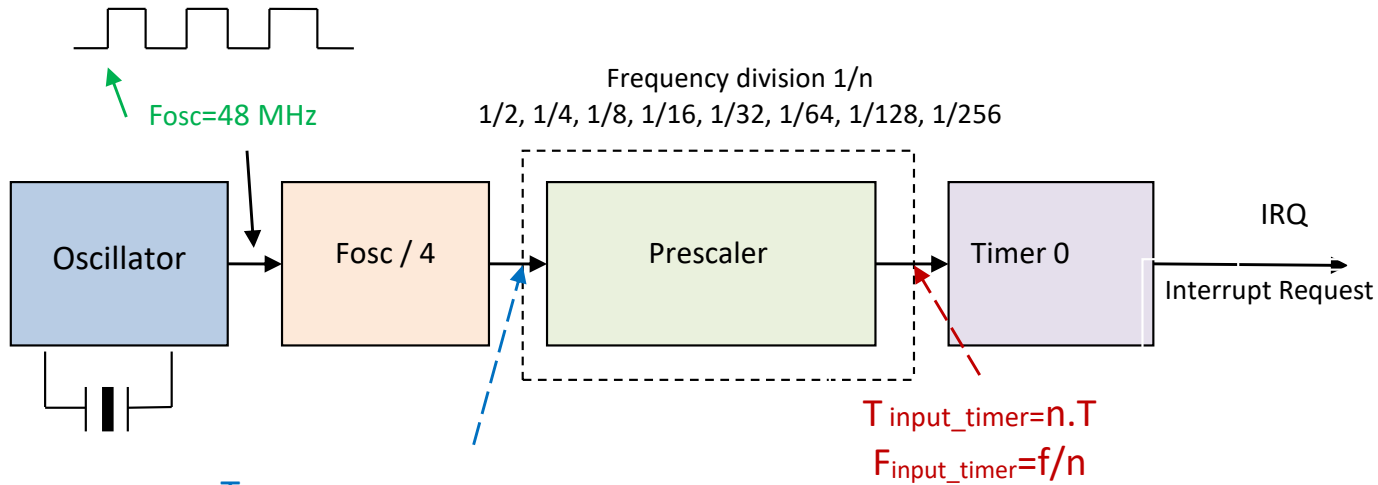 Frequency division 1/n
Fosc=48 MHz
1/2, 1/4, 1/8, 1/16, 1/32, 1/64, 1/128, 1/256
Oscillator
Fosc / 4
Prescaler
Timer 0
IRQ
Interrupt Request
T input_timer=n.T
Finput_timer=f/n